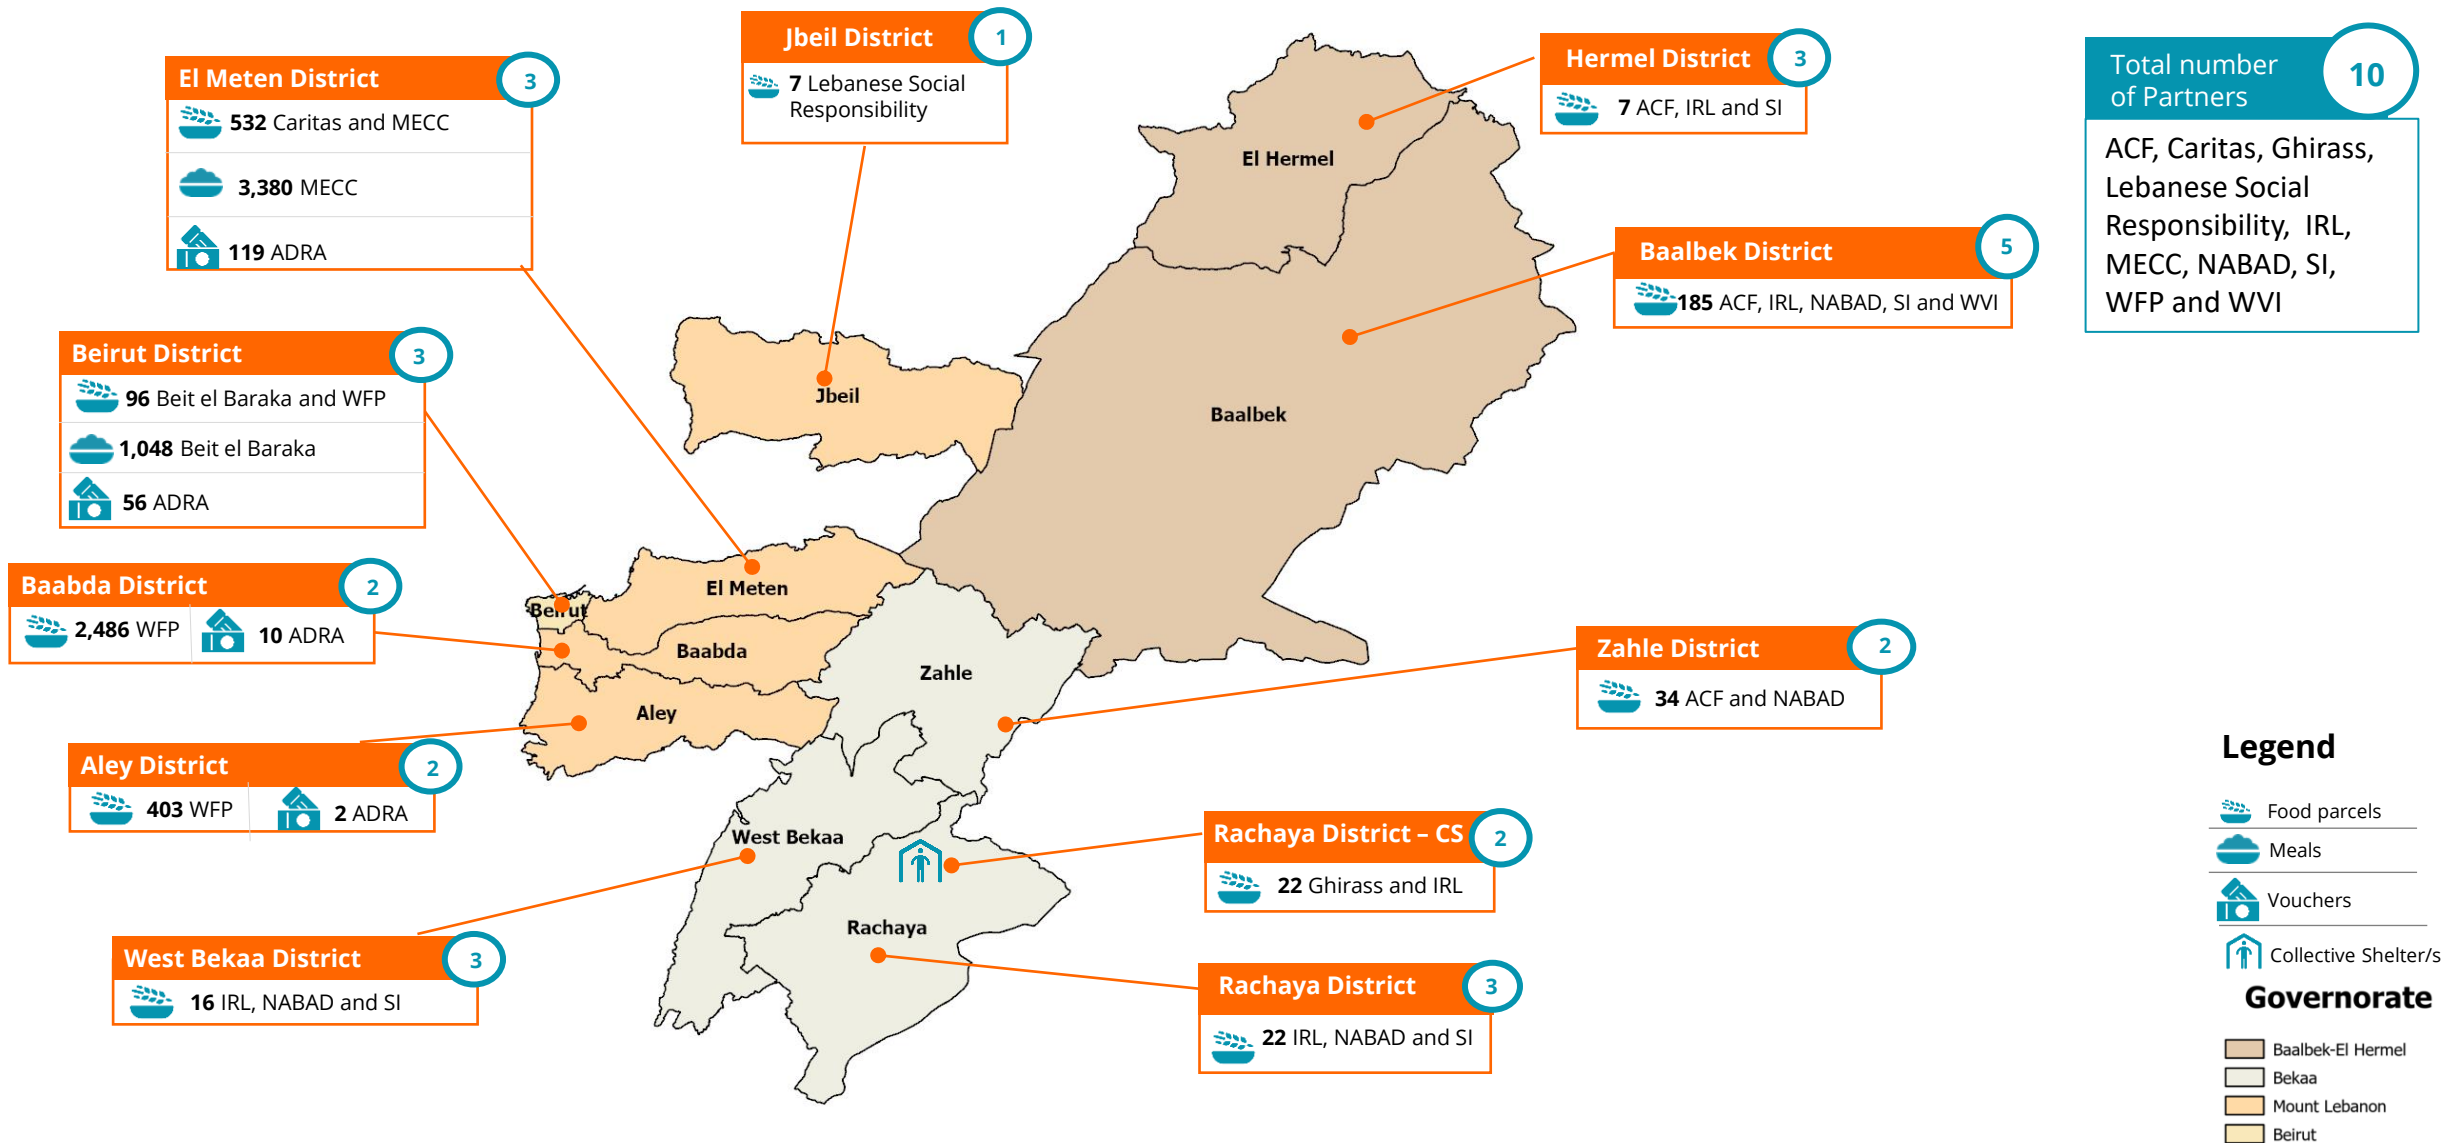 Jbeil District
1
7 Lebanese Social
Responsibility
El Meten District
3
532 Caritas and MECC
3,380 MECC
119 ADRA
Hermel District
3
7 ACF, IRL and SI
Total number
of Partners
10
ACF, Caritas, Ghirass,
Lebanese Social
Responsibility, IRL,
MECC, NABAD, SI,
WFP and WVI
Baalbek District
5
185 ACF, IRL, NABAD, SI and WVI
Beirut District
3
96 Beit el Baraka and WFP
1,048 Beit el Baraka
56 ADRA
Baabda District
2
2,486 WFP
10 ADRA
Aley District
2
403 WFP
2 ADRA
West Bekaa District
3
16 IRL, NABAD and SI
Zahle District
2
34 ACF and NABAD
Rachaya District – CS
2
22 Ghirass and IRL
Rachaya District
3
22 IRL, NABAD and SI
El Hermel
Baalbek
Jbeil
El Meten
Beirut
Baabda
Zahle
Aley
West Bekaa
Rachaya
Legend
Food parcels
Meals
Vouchers
Collective Shelter/s
Governorate
Baalbek-El Hermel
Bekaa
Mount Lebanon
Beirut